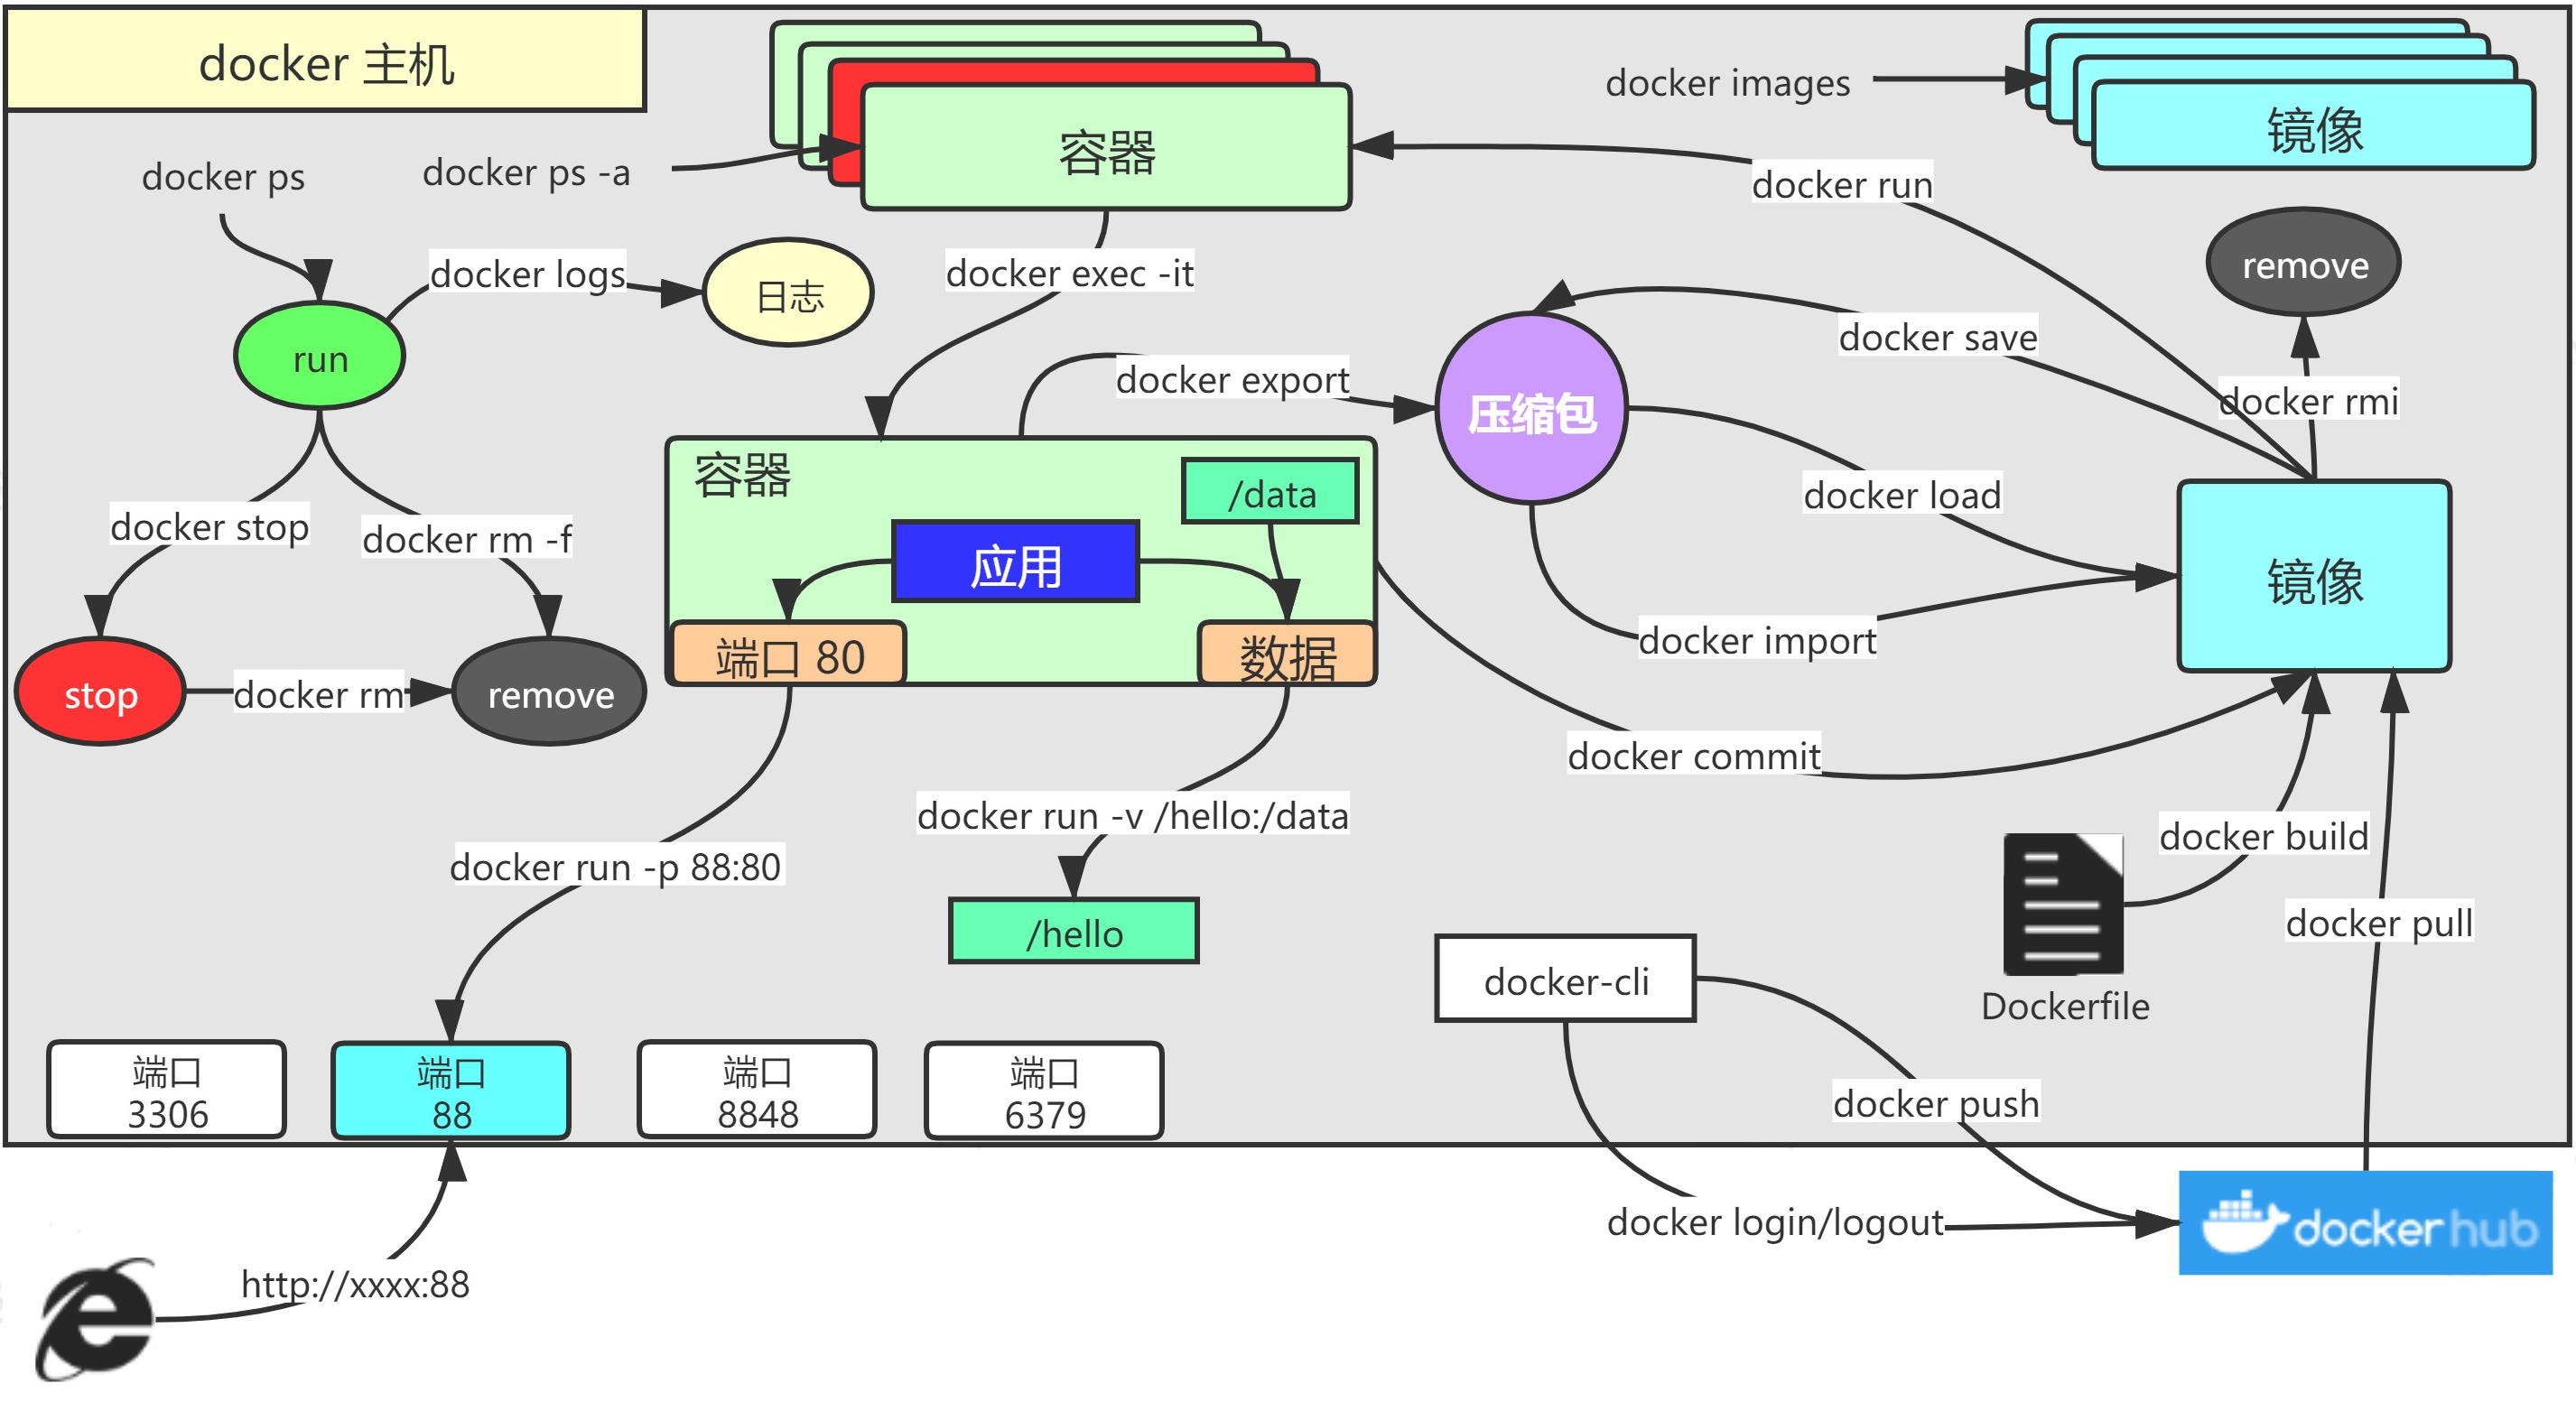 docker 主机
容器
docker images
镜像
docker ps
docker ps -a
docker run
docker logs
日志
docker exec -it
remove
run
docker export
压缩包
docker save
docker rmi
容器
/data
docker load
docker stop
docker rm -f
应用
镜像
stop
docker rm
remove
端口 80
数据
docker import
docker commit
docker run -v /hello:/data
docker build
docker run -p 88:80
/hello
docker pull
docker-cli
Dockerfile
端口
3306
端口
88
端口
8848
端口
6379
docker push
docker login/logout
docker hub
http://xxxx:88